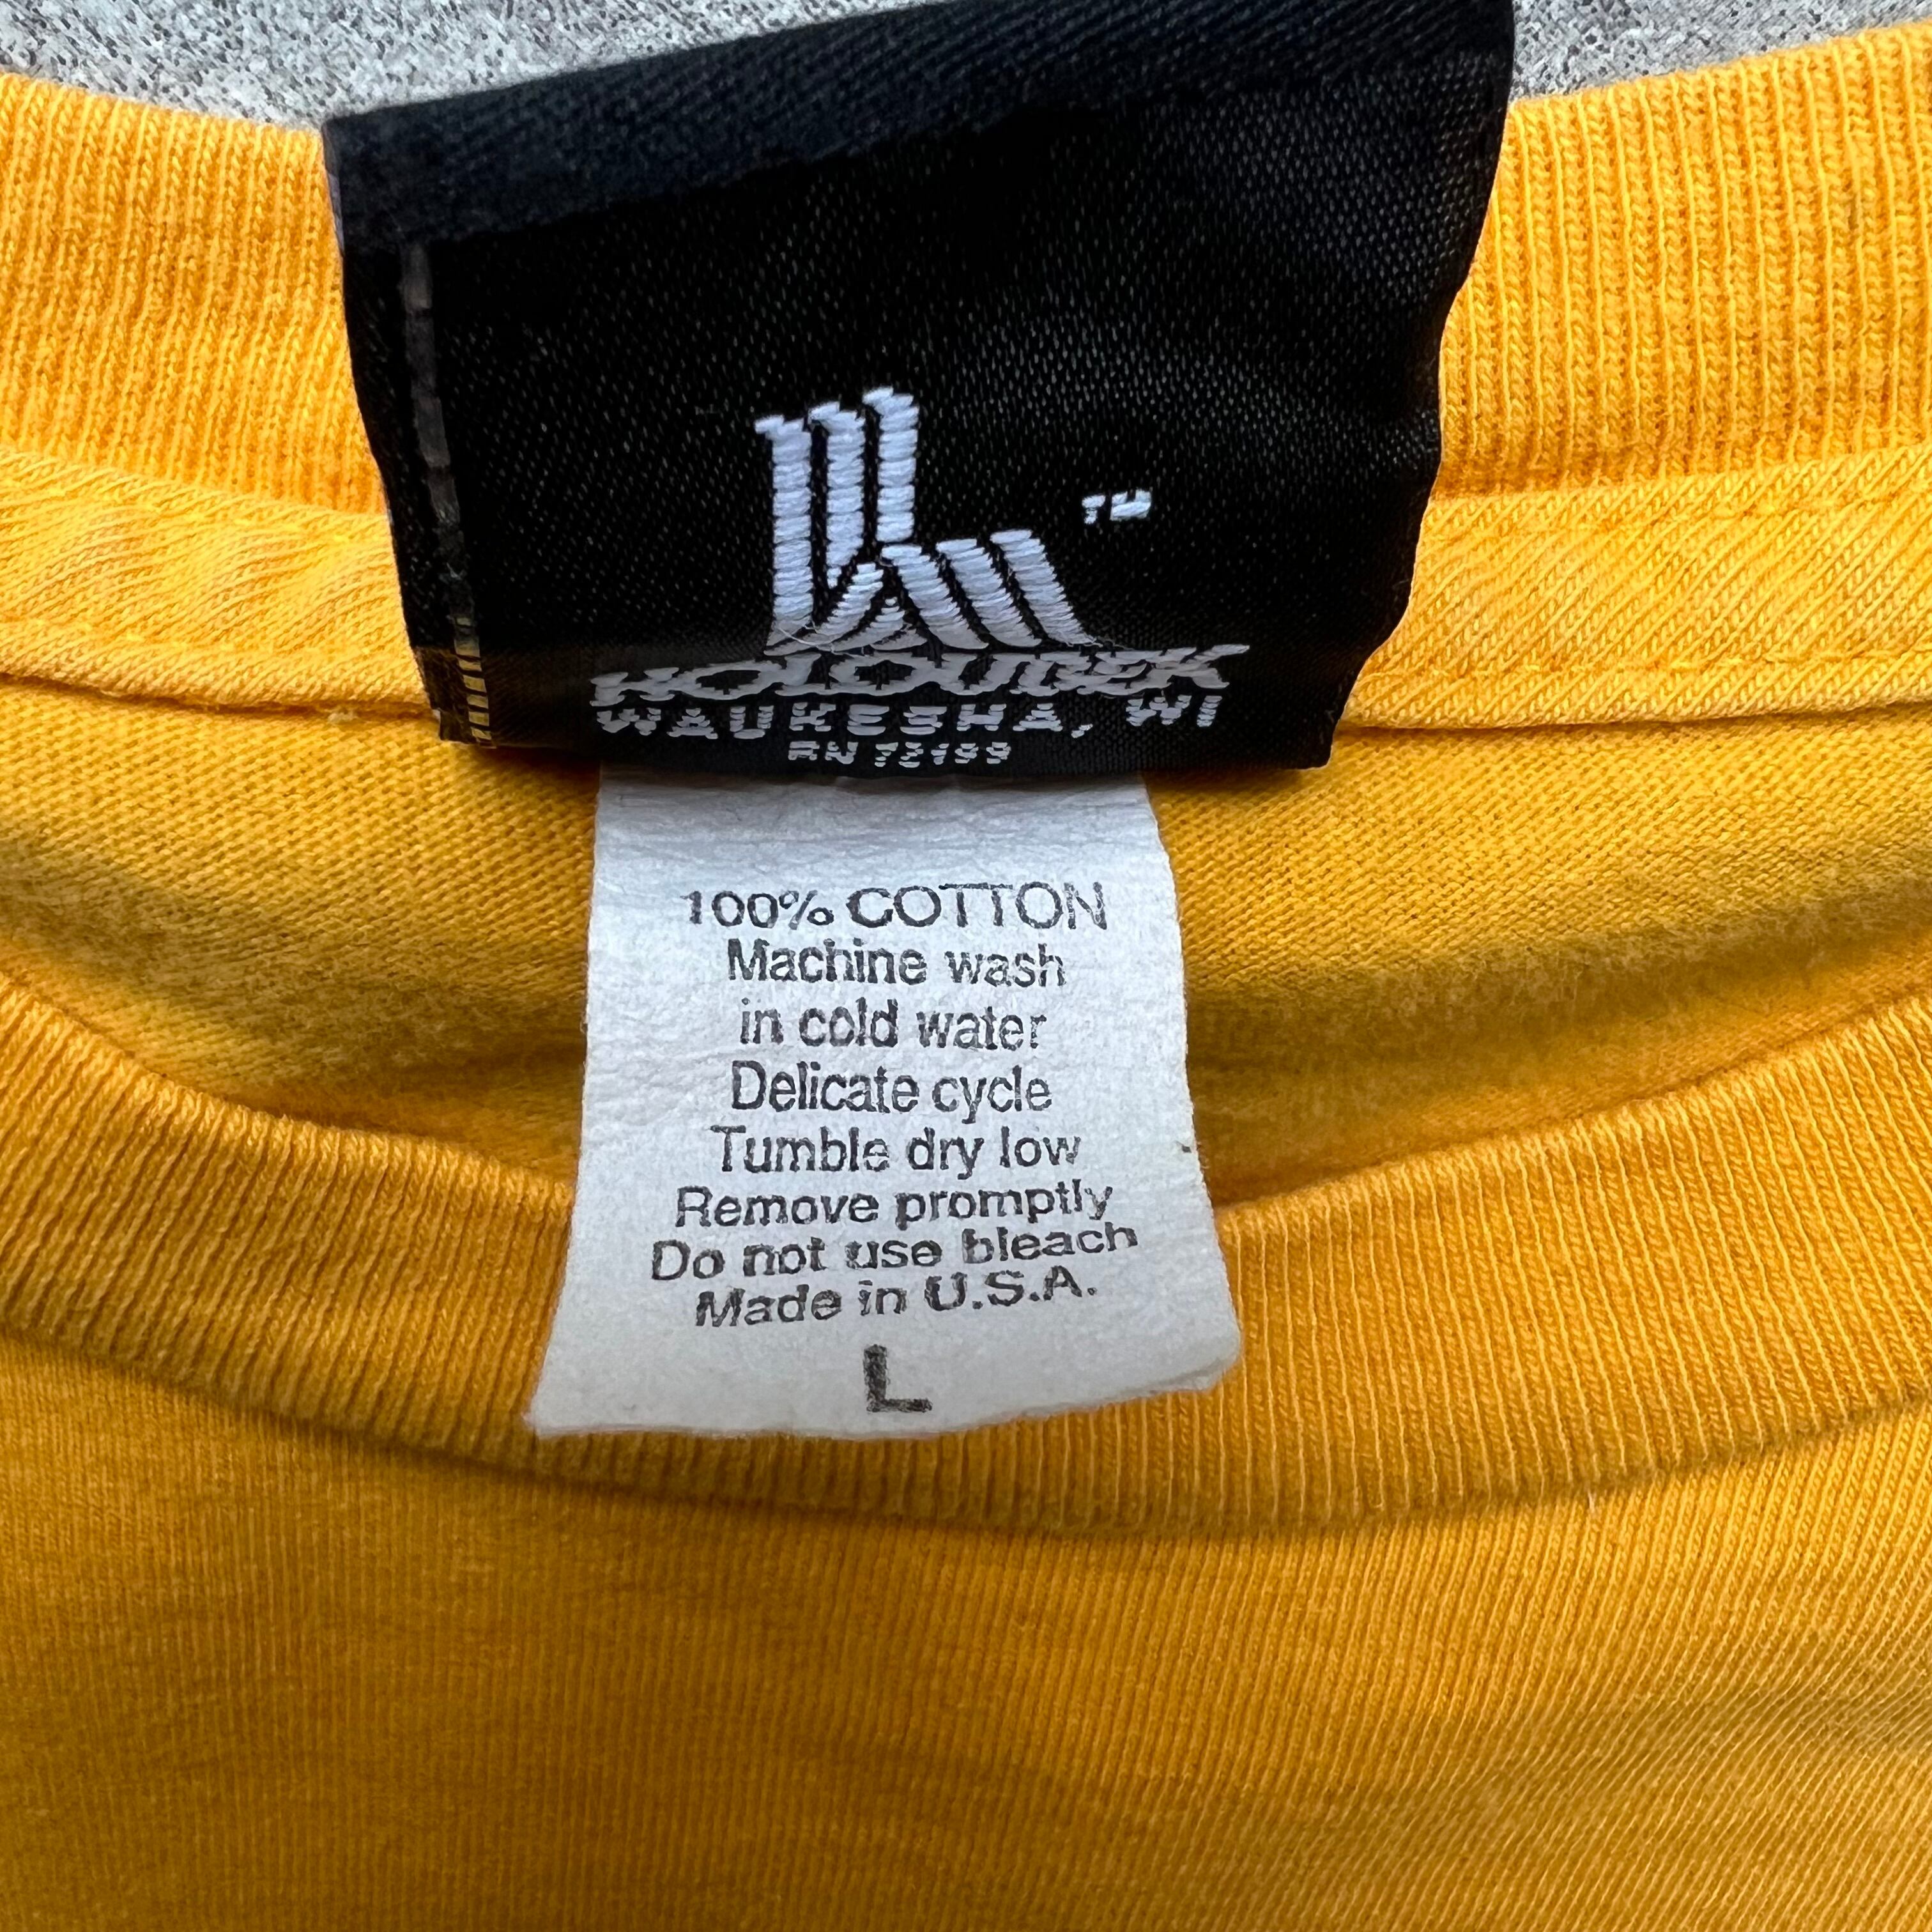 TM
HOLOUBEK
WAUKESHA, WI
RN 72199
100% COTTON
Machine wash
in cold water
Delicate cycle
Tumble dry low
Remove promptly
Do not use bleach
Made in U.S.A.
L